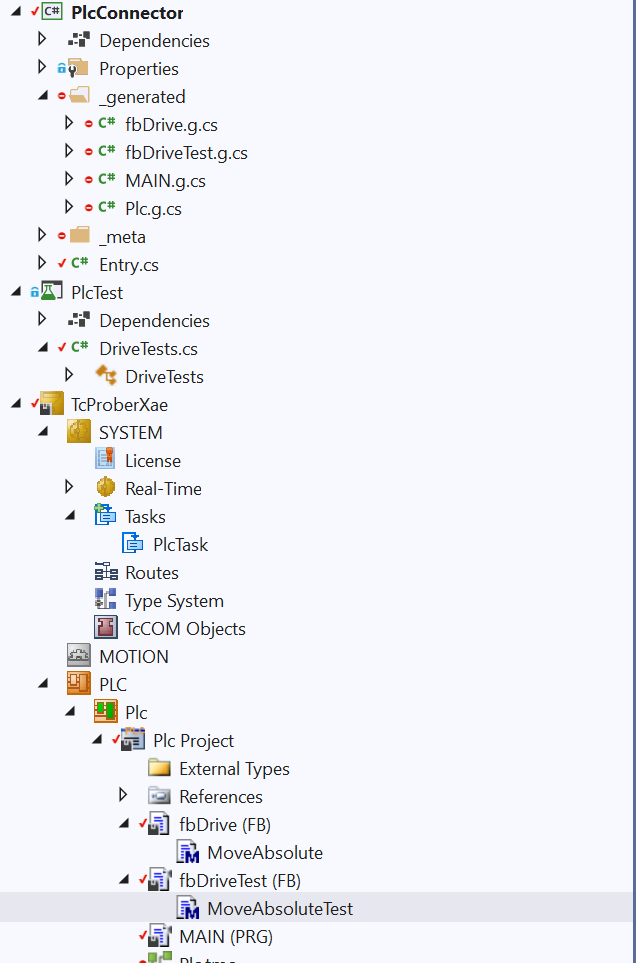 PlcConnector
Dependencies
Properties
_generated
fbDrive.g.cs
fbDriveTest.g.cs
MAIN.g.cs
Plc.g.cs
_meta
Entry.cs
PlcTest
Dependencies
DriveTests.cs
DriveTests
TcProberXae
SYSTEM
License
Real-Time
Tasks
PlcTask
Routes
Type System
TcCOM Objects
MOTION
PLC
Plc
Plc Project
External Types
References
fbDrive (FB)
MoveAbsolute
fbDriveTest (FB)
MoveAbsoluteTest
MAIN (PRG)